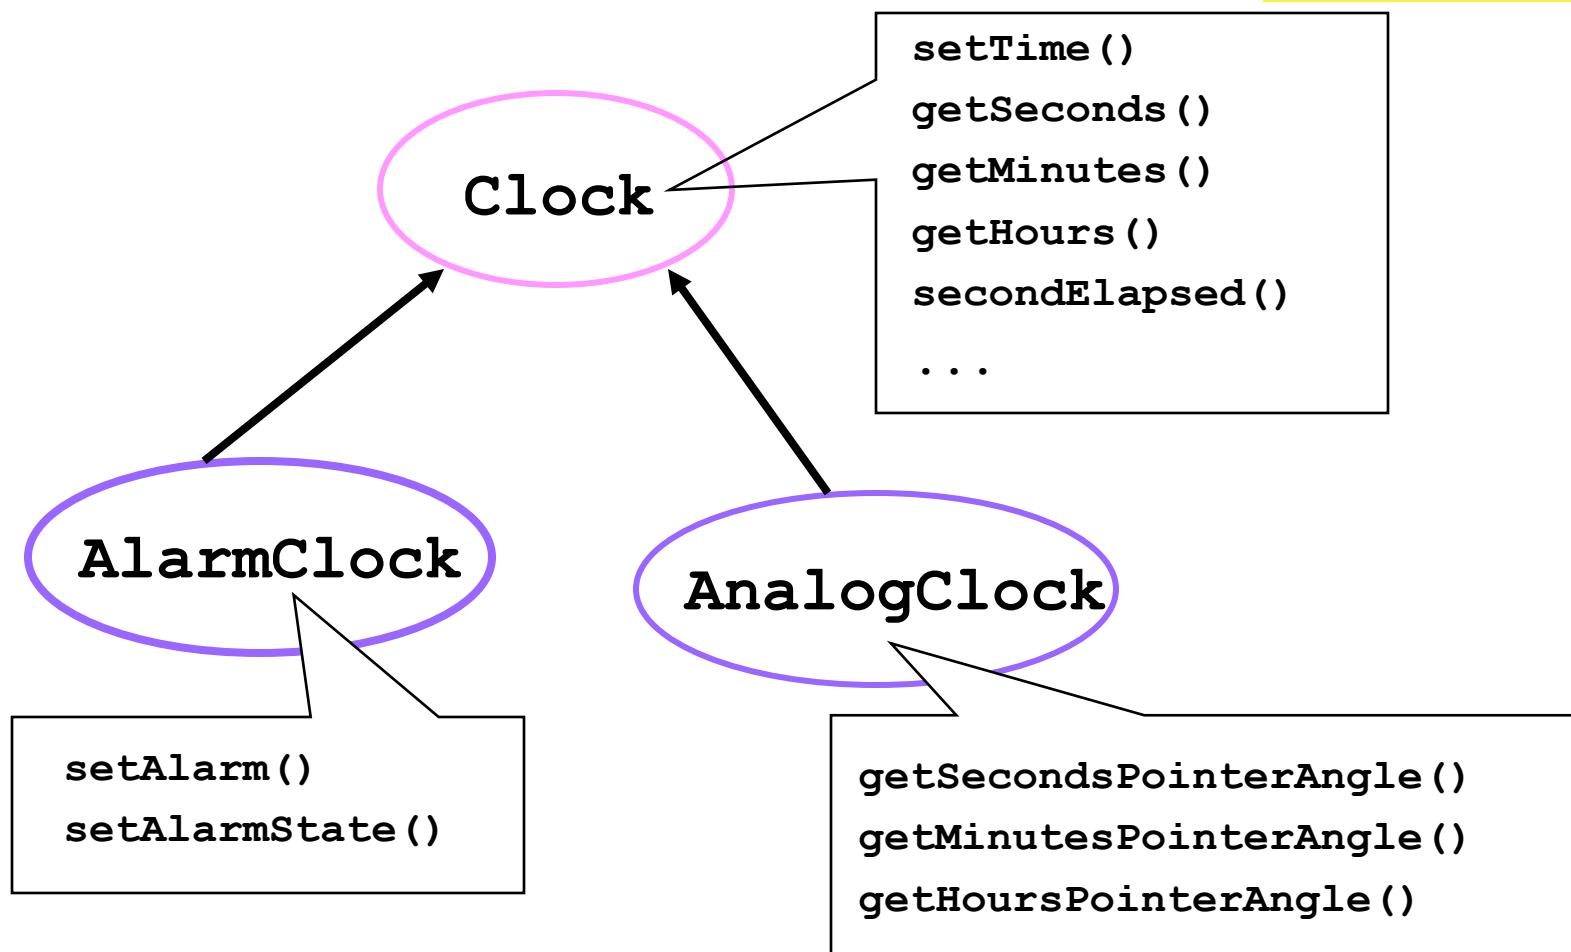 setTime()
getSeconds()
getMinutes()
getHours()
secondElapsed()
...
Clock
AlarmClock
AnalogClock
setAlarm()
setAlarmState()
getSecondsPointerAngle()
getMinutesPointerAngle()
getHoursPointerAngle()